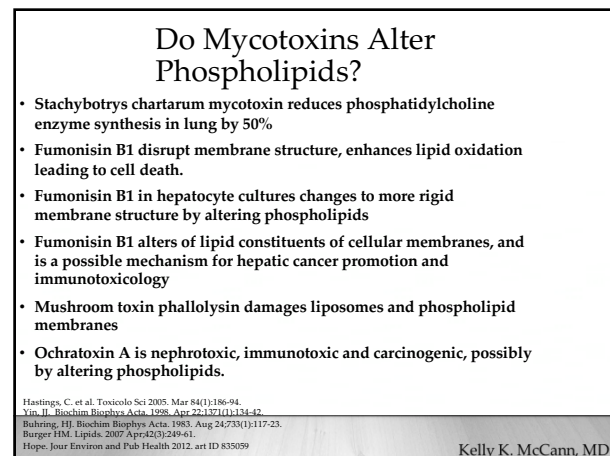 Do Mycotoxins Alter
Phospholipids?
• Stachybotrys chartarum mycotoxin reduces phosphatidylcholine
enzyme synthesis in lung by 50%
• Fumonisin B1 disrupt membrane structure, enhances lipid oxidation
leading to cell death.
• Fumonisin B1 in hepatocyte cultures changes to more rigid
membrane structure by altering phospholipids
• Fumonisin B1 alters of lipid constituents of cellular membranes, and
is a possible mechanism for hepatic cancer promotion and
immunotoxicology
• Mushroom toxin phallolysin damages liposomes and phospholipid
membranes
• Ochratoxin A is nephrotoxic, immunotoxic and carcinogenic, possibly
by altering phospholipids.
Hastings, C. et al. Toxicolo Sci 2005. Mar 84(1):186-94.
Yin, JJ. Biochim Biophys Acta. 1998. Apr 22;1371(1):134-42.
Buhring, HJ. Biochim Biophys Acta. 1983. Aug 24;733(1):117-23.
Burger HM. Lipids. 2007 Apr;42(3):249-61.
Hope. Jour Environ and Pub Health 2012. art ID 835059
Kelly K. McCann, MD